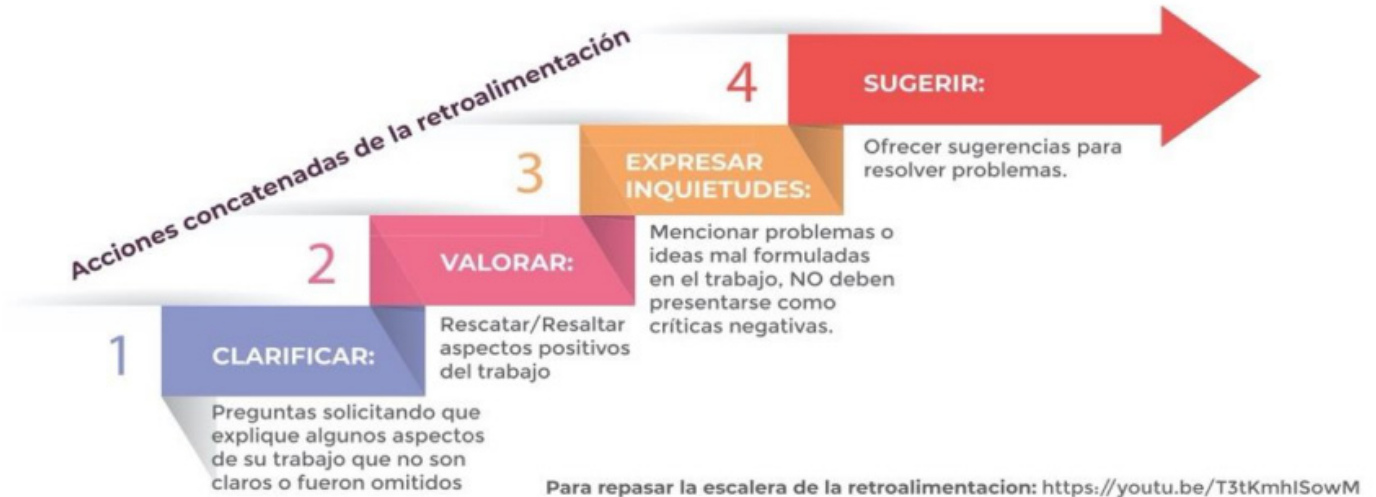 Acciones concatenadas de la retroalimentación
1
CLARIFICAR:
Preguntas solicitando que
explique algunos aspectos
de su trabajo que no son
claros o fueron omitidos
2
VALORAR:
Rescatar/Resaltar
aspectos positivos
del trabajo
3
EXPRESAR
INQUIETUDES:
Mencionar problemas o
ideas mal formuladas
en el trabajo, NO deben
presentarse como
críticas negativas.
4
SUGERIR:
Ofrecer sugerencias para
resolver problemas.
Para repasar la escalera de la retroalimentacion: https://youtu.be/T3tKmhISowM